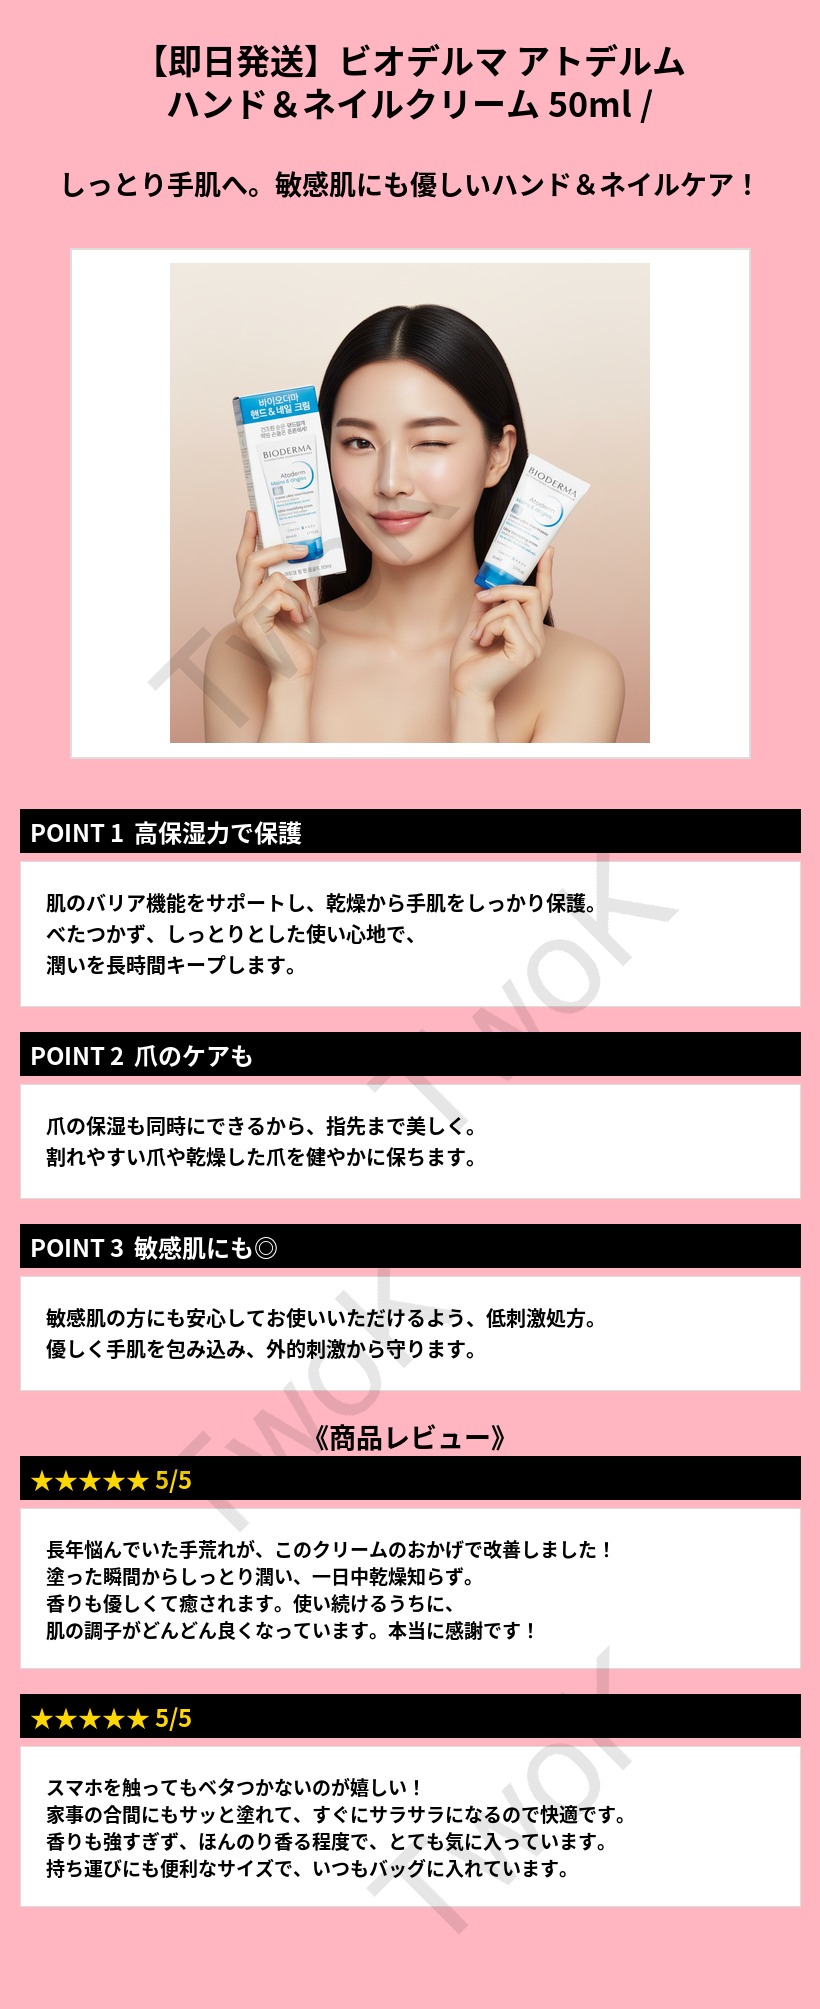 【即日発送】ビオデルマ アトデルム
ハンド＆ネイルクリーム 50ml /
しっとり手肌へ。敏感肌にも優しいハンド＆ネイルケア！
바이오더마
핸드 & 네일 크림
BIODERMA
Atoderm
Mains & ongles
BIODERMA
Atoderm
Mains & ongles
TwoK
POINT 1 高保湿力で保護
肌のバリア機能をサポートし、乾燥から手肌をしっかり保護。
べたつかず、しっとりとした使い心地で、
潤いを長時間キープします。
TwoK
POINT 2 爪のケアも
爪の保湿も同時にできるから、指先まで美しく。
割れやすい爪や乾燥した爪を健やかに保ちます。
POINT 3 敏感肌にも◎
敏感肌の方にも安心してお使いいただけるよう、低刺激処方。
優しく手肌を包み込み、外的刺激から守ります。
TwoK
《商品レビュー》
★★★★★ 5/5
長年悩んでいた手荒れが、このクリームのおかげで改善しました！
塗った瞬間からしっとり潤い、一日中乾燥知らず。
香りも優しくて癒されます。使い続けるうちに、
肌の調子がどんどん良くなっています。本当に感謝です！
★★★★★ 5/5
スマホを触ってもベタつかないのが嬉しい！
家事の合間にもサッと塗れて、すぐにサラサラになるので快適です。
香りも強すぎず、ほんのり香る程度で、とても気に入っています。
持ち運びにも便利なサイズで、いつもバッグに入れています。
TwoK